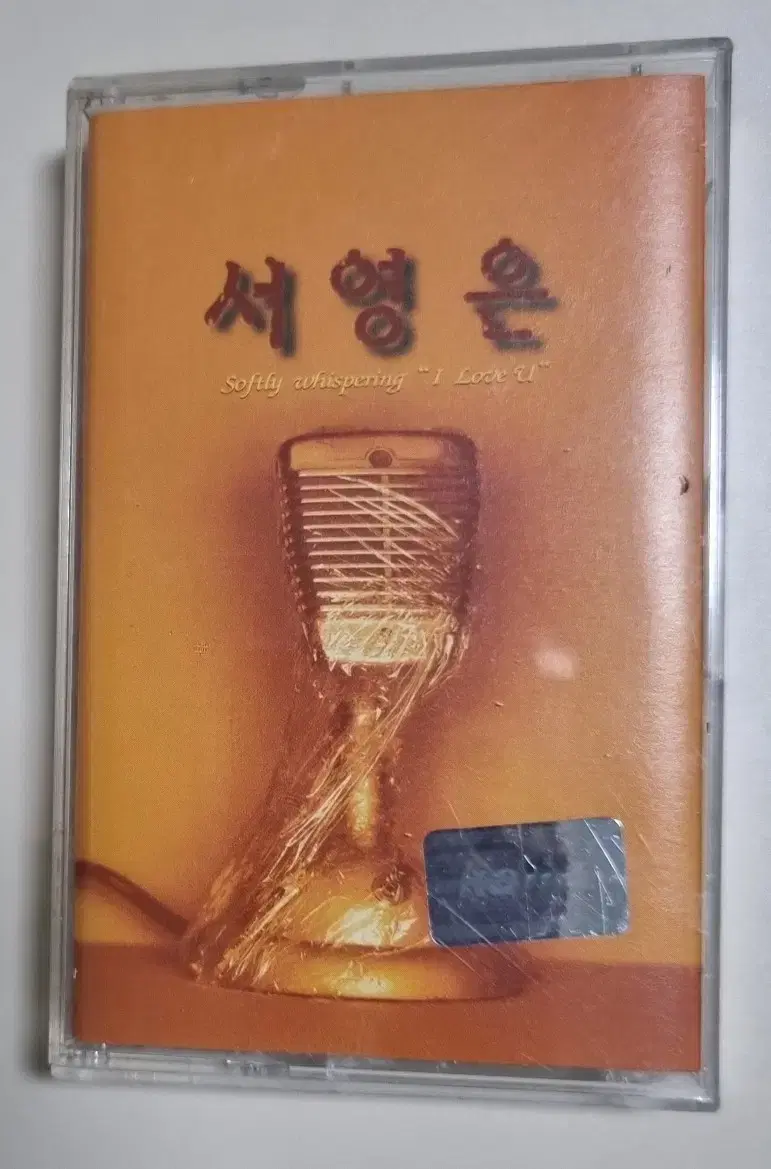 서영은
Softly whispering "I Love U"